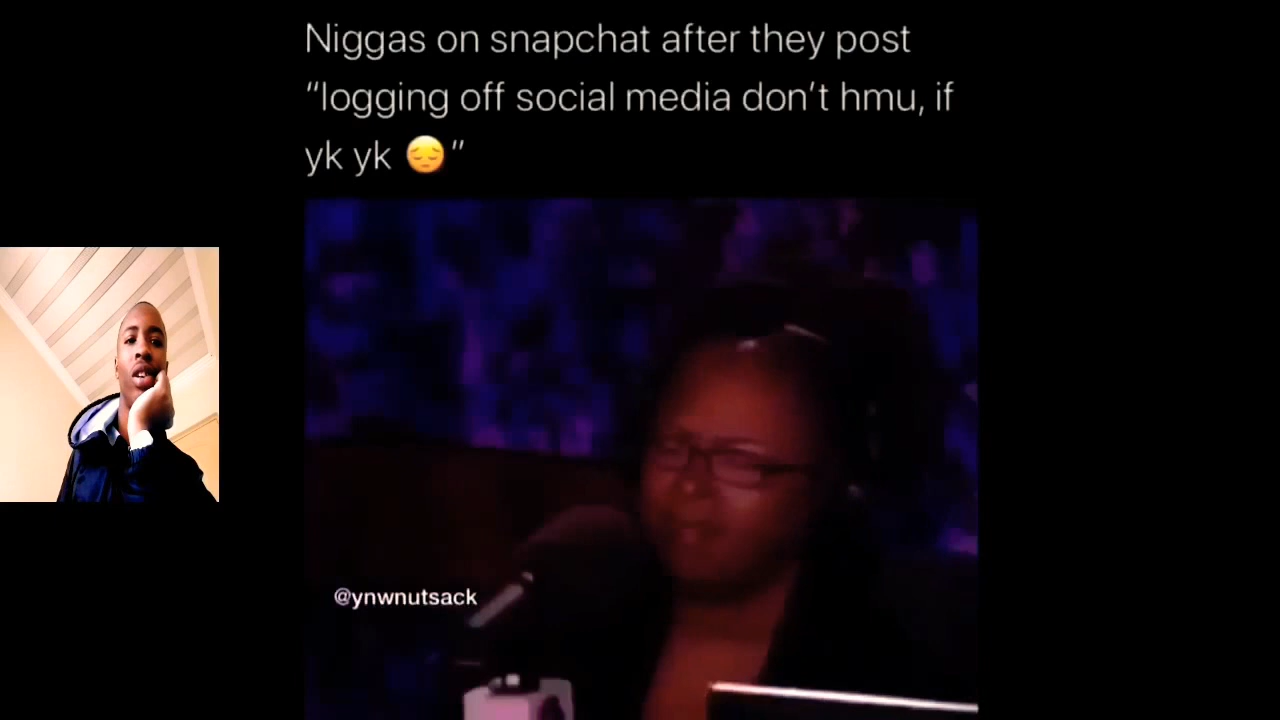 Niggas on snapchat after they post
“logging off social media don’t hmu, if
yk yk 😔”
@ynwnutsack